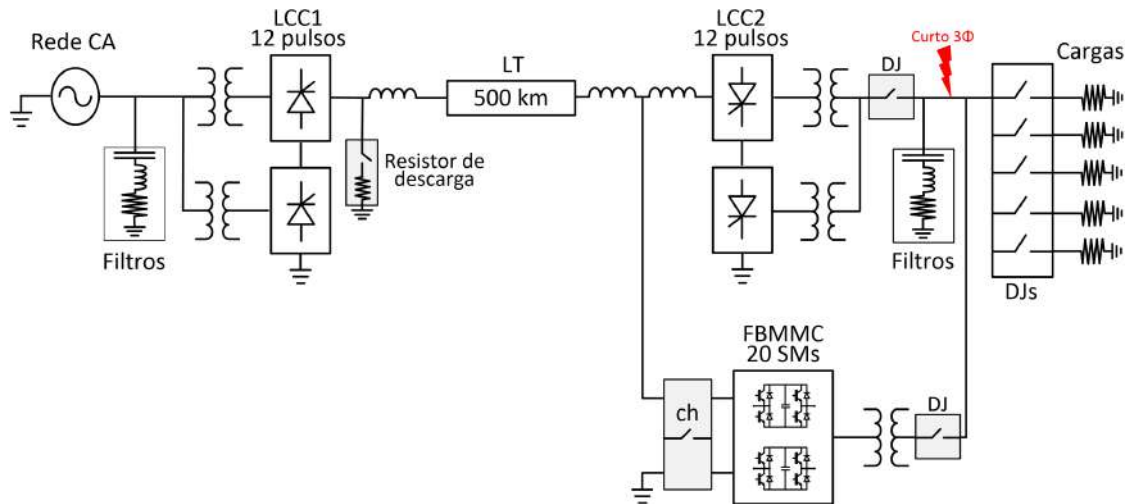 Rede CA
LCC1
12 pulsos
LT
500 km
LCC2
12 pulsos
DJ
Curto 3Φ
Cargas
Resistor de
descarga
Filtros
Filtros
DJs
FBMMC
20 SMs
ch
DJ